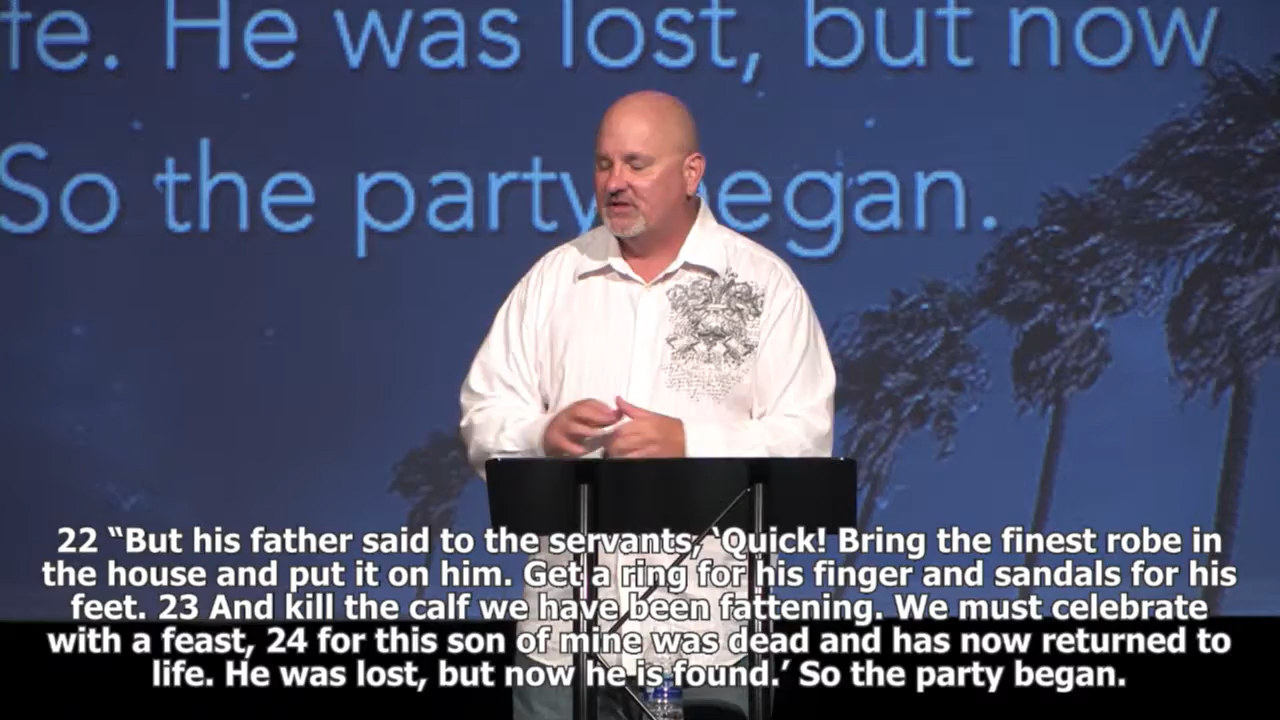 fe. He was lost, but now
So the party began.
22 “But his father said to the servants, ‘Quick! Bring the finest robe in
the house and put it on him. Get a ring for his finger and sandals for his
feet. 23 And kill the calf we have been fattening. We must celebrate
with a feast, 24 for this son of mine was dead and has now returned to
life. He was lost, but now he is found.’ So the party began.